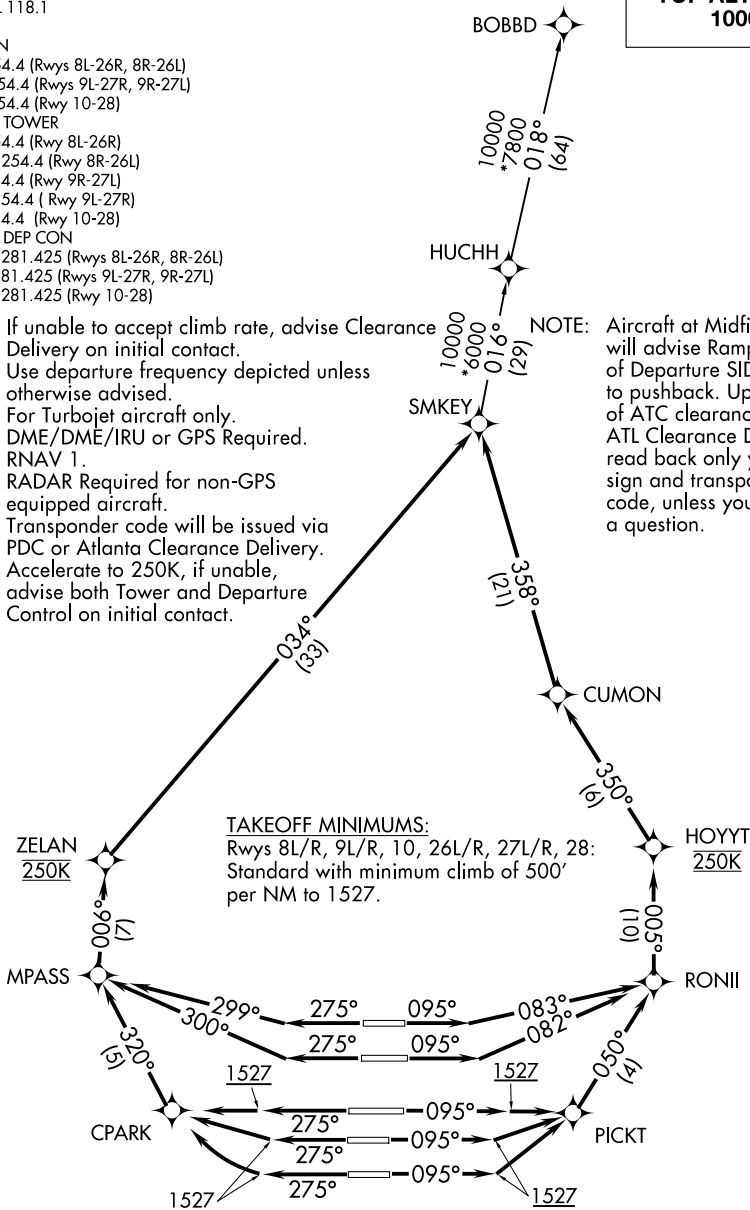 118.1
4.4 (Rwys 8L-26R, 8R-26L)
54.4 (Rwys 9L-27R, 9R-27L)
54.4 (Rwy 10-28)
TOWER
4.4 (Rwy 8L-26R)
254.4 (Rwy 8R-26L)
4.4 (Rwy 9R-27L)
54.4 ( Rwy 9L-27R)
4.4 (Rwy 10-28)
DEP CON
281.425 (Rwys 8L-26R, 8R-26L)
81.425 (Rwys 9L-27R, 9R-27L)
281.425 (Rwy 10-28)
If unable to accept climb rate, advise Clearance
Delivery on initial contact.
Use departure frequency depicted unless
otherwise advised.
For Turbojet aircraft only.
DME/DME/IRU or GPS Required.
RNAV 1.
RADAR Required for non-GPS
equipped aircraft.
Transponder code will be issued via
PDC or Atlanta Clearance Delivery.
Accelerate to 250K, if unable,
advise both Tower and Departure
Control on initial contact.
1000
BOBBD
10000
*7800
018°
(64)
HUCHH
10000
*6000
016°
(29)
NOTE: Aircraft at Midfi
will advise Ramp
of Departure SID
to pushback. Up
of ATC clearanc
ATL Clearance D
read back only y
sign and transpo
code, unless you
a question.
SMKEY
034°
(33)
358°
(21)
CUMON
350°
(6)
ZELAN
250K
TAKEOFF MINIMUMS:
Rwys 8L/R, 9L/R, 10, 26L/R, 27L/R, 28:
Standard with minimum climb of 500'
per NM to 1527.
HOYYT
250K
006°
(7)
005°
(10)
MPASS
RONII
299°
275°
095°
083°
300°
275°
095°
082°
320°
(5)
050°
(4)
1527
1527
CPARK
275°
095°
PICKT
275°
095°
275°
095°
1527
1527